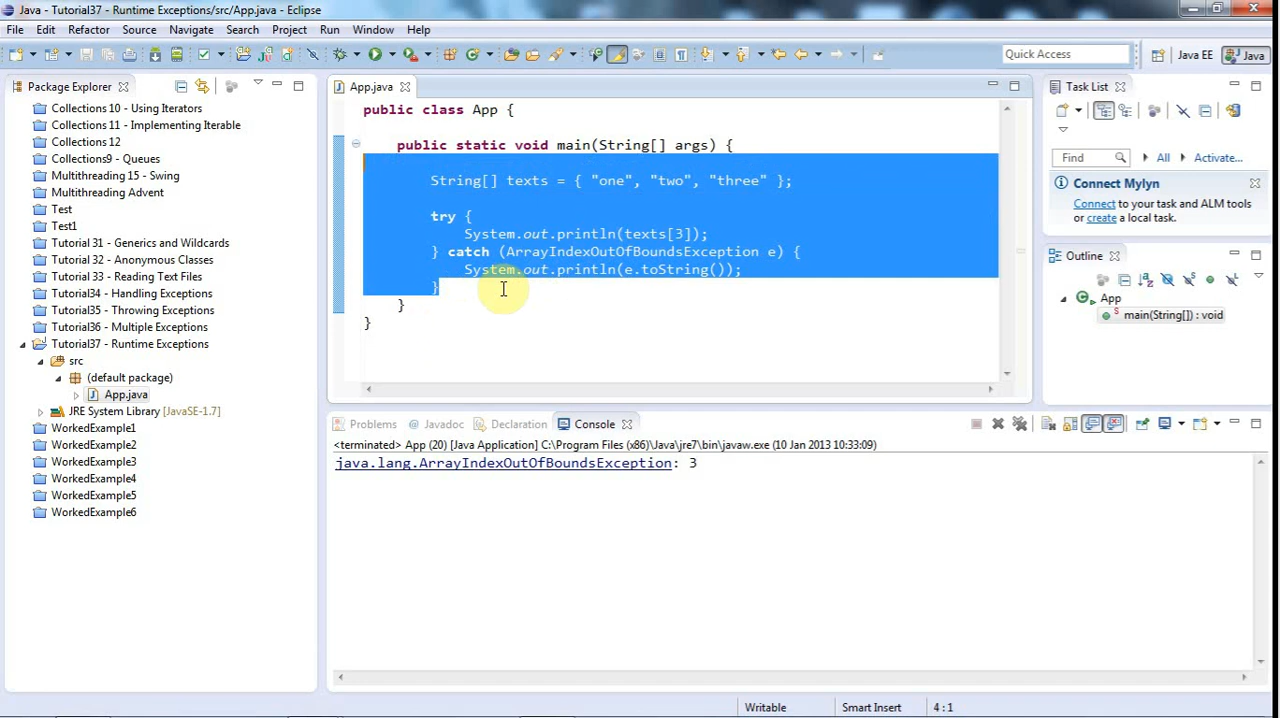 Java - Tutorial37 - Runtime Exceptions/src/App.java - Eclipse
File Edit Refactor Source Navigate Search Project Run Window Help
Quick Access
Java EE
Java
Package Explorer
Collections 10 - Using Iterators
Collections 11 - Implementing Iterable
Collections 12
Collections9 - Queues
Multithreading 15 - Swing
Multithreading Advent
Test
Test1
Tutorial 31 - Generics and Wildcards
Tutorial 32 - Anonymous Classes
Tutorial 33 - Reading Text Files
Tutorial34 - Handling Exceptions
Tutorial35 - Throwing Exceptions
Tutorial36 - Multiple Exceptions
Tutorial37 - Runtime Exceptions
src
(default package)
App.java
JRE System Library [JavaSE-1.7]
WorkedExample1
WorkedExample2
WorkedExample3
WorkedExample4
WorkedExample5
WorkedExample6
App.java
public class App {
public static void main(String[] args) {
String[] texts = { "one", "two", "three" };
try {
System.out.println(texts[3]);
} catch (ArrayIndexOutOfBoundsException e) {
System.out.println(e.toString());
}
}
}
Task List
Find All Activate...
Connect Mylyn
Connect to your task and ALM tools
or create a local task.
Outline
App
main(String[]) : void
Problems Javadoc Declaration Console
<terminated> App (20) [Java Application] C:\Program Files (x86)\Java\jre7\bin\javaw.exe (10 Jan 2013 10:33:09)
java.lang.ArrayIndexOutOfBoundsException: 3
Writable Smart Insert 4:1